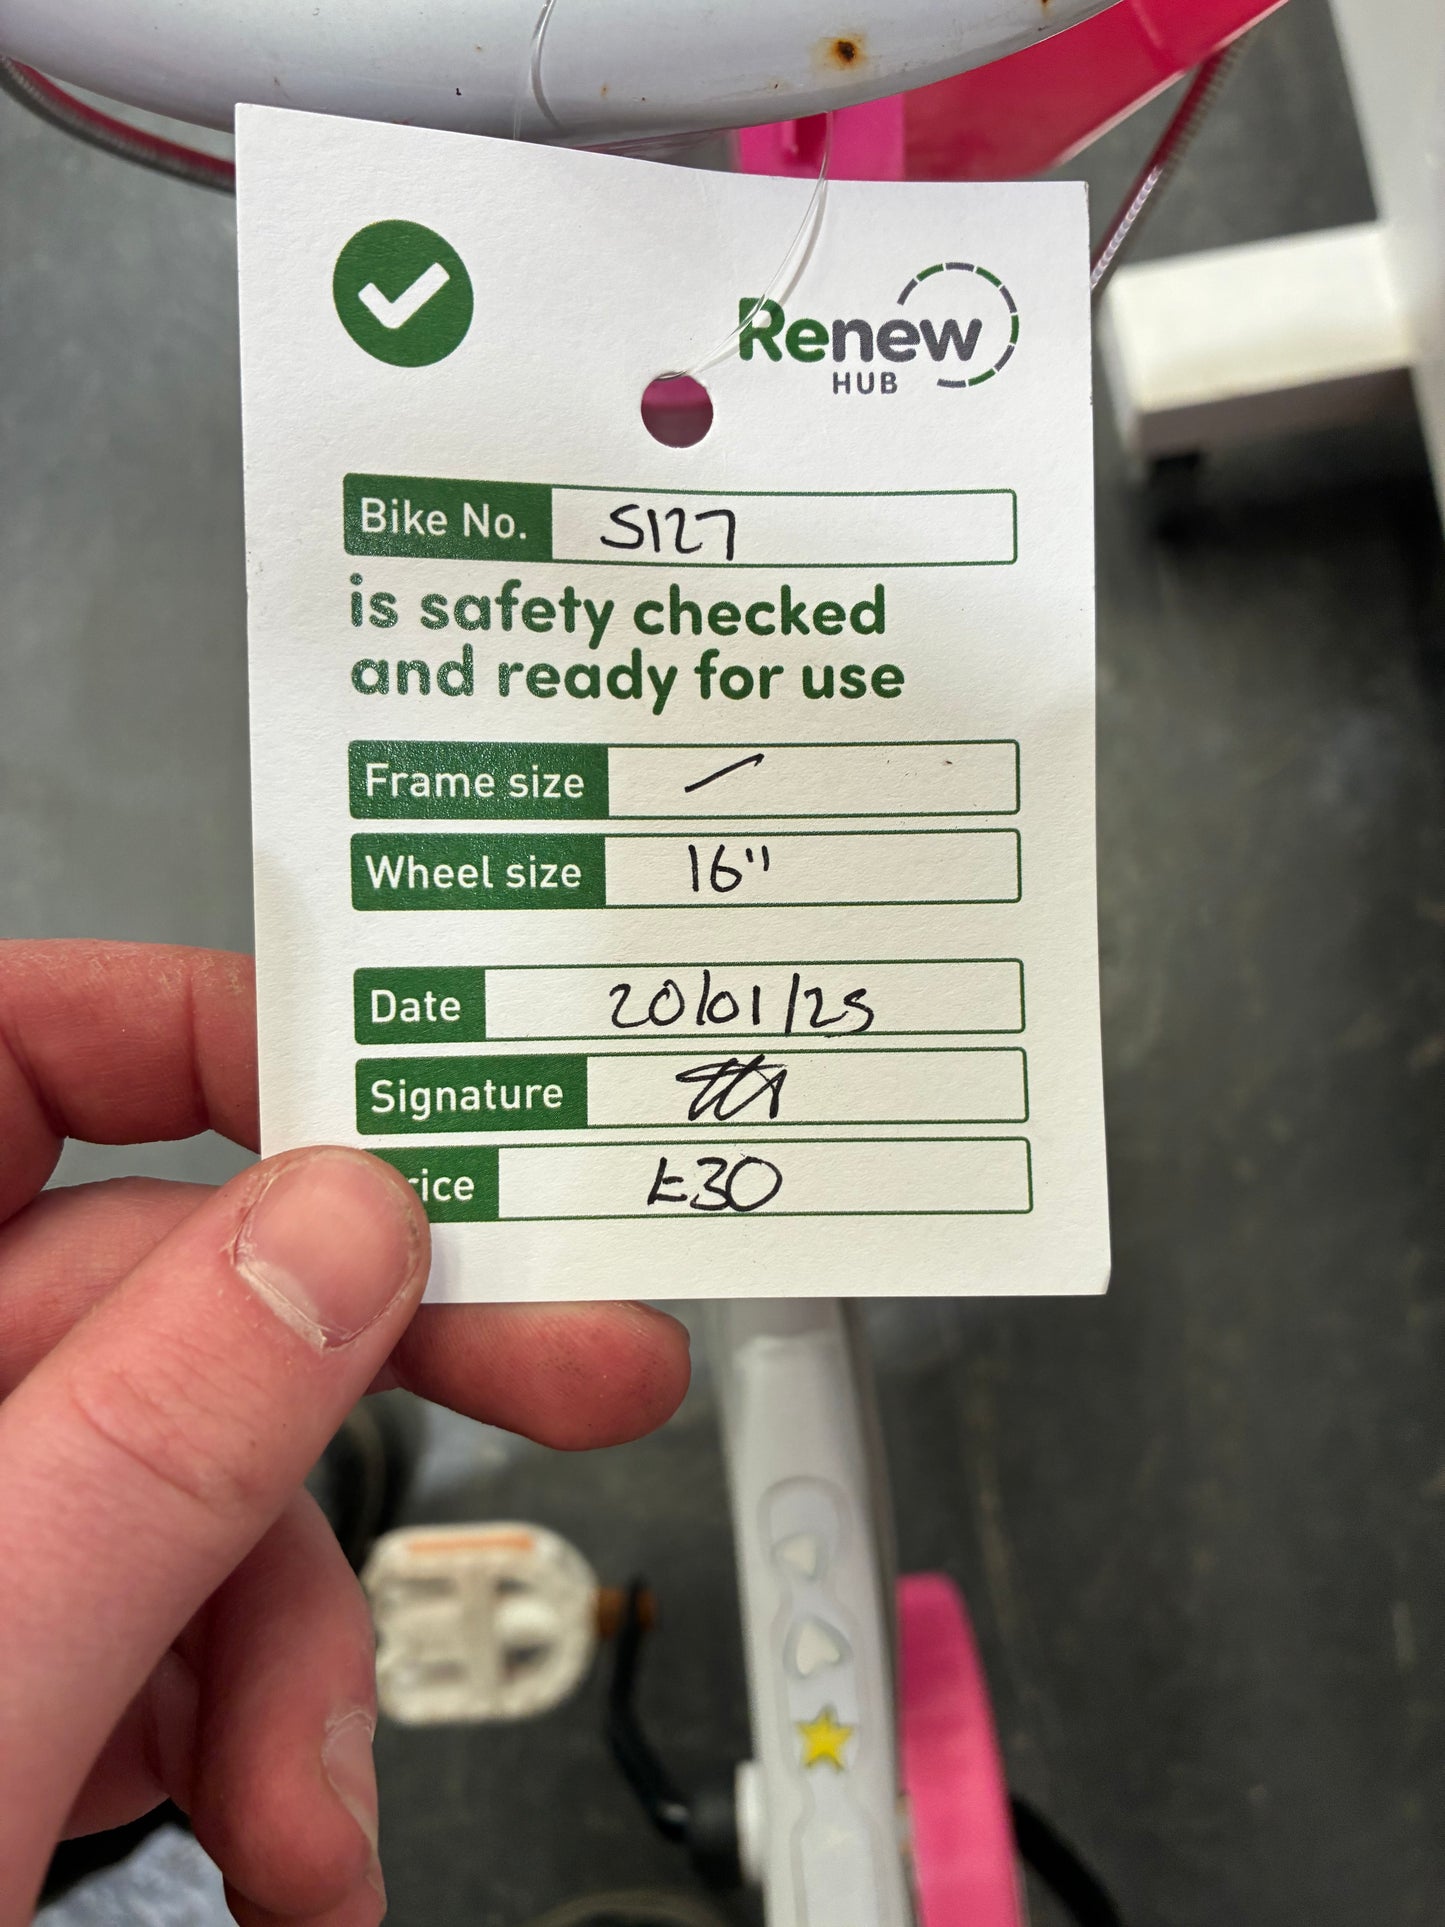 Renew
HUB
Bike No. S127
is safety checked
and ready for use
Frame size
Wheel size 16"
Date 20/01/25
Signature
rice £30